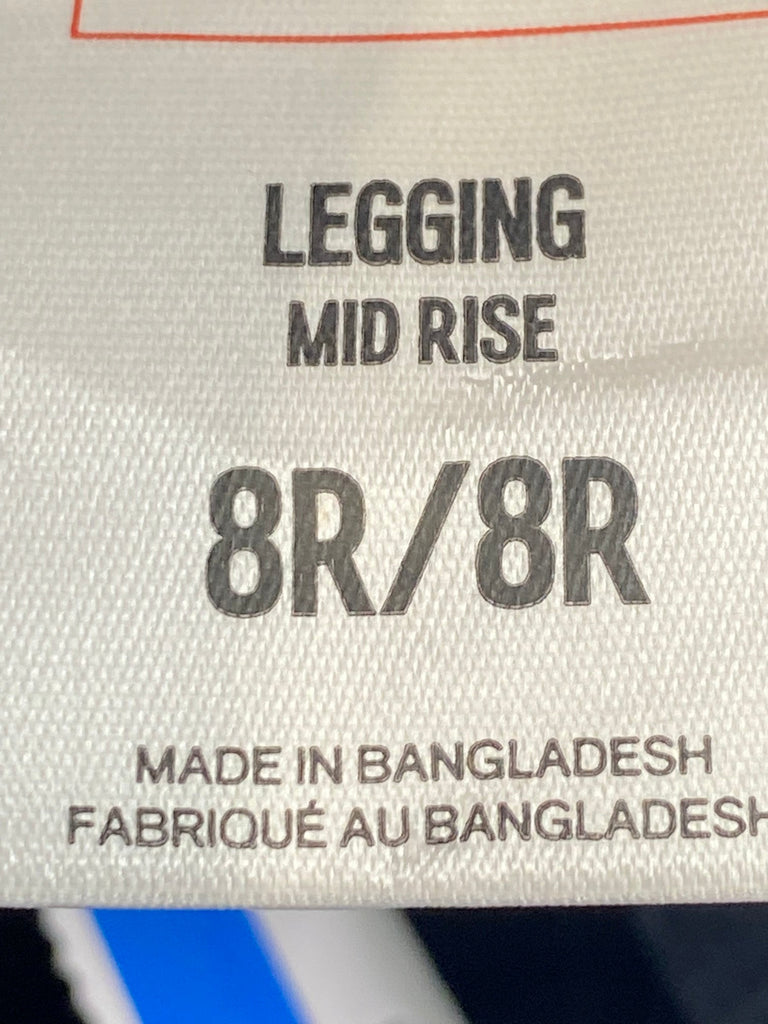 LEGGING
MID RISE
8R/8R
MADE IN BANGLADESH
FABRIQUÉ AU BANGLADESH